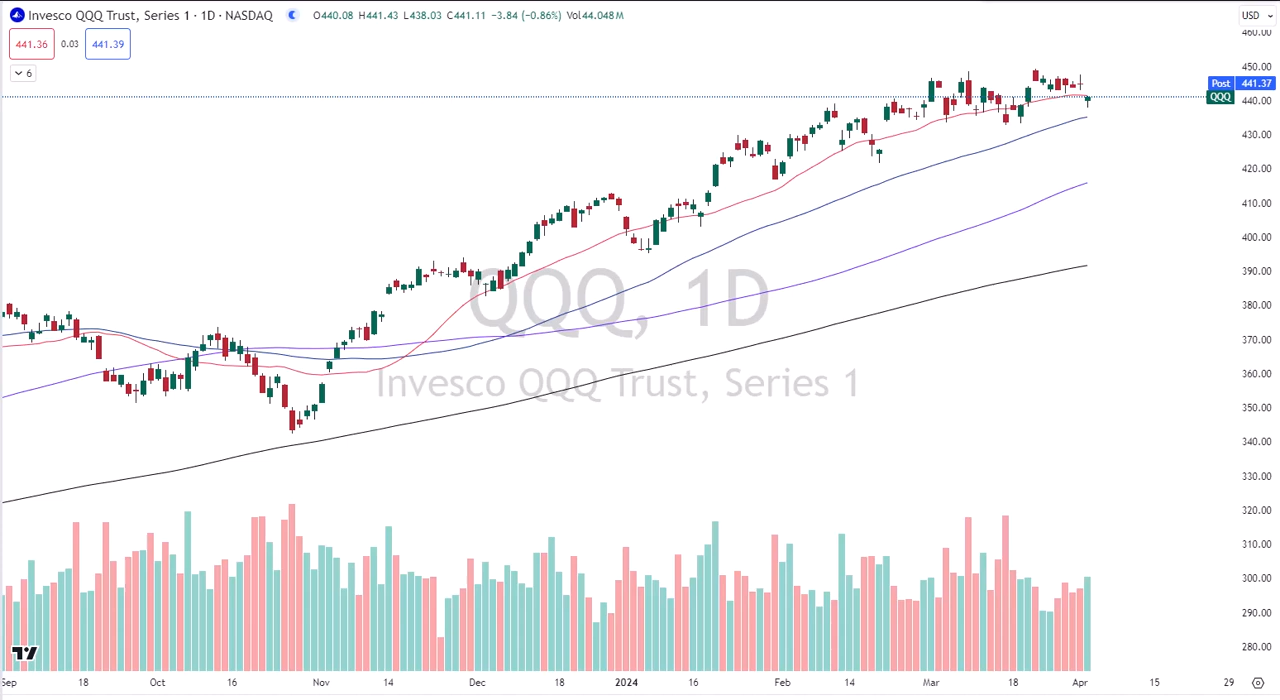 Invesco QQQ Trust, Series 1 · 1D · NASDAQ O440.08 H441.43 L438.03 C441.11 −3.84 (−0.86%) Vol44.048M
USD
441.36 0.03 441.39
6
460.00
450.00
Post 441.37
QQQ
440.00
430.00
420.00
410.00
400.00
390.00
380.00
370.00
360.00
350.00
340.00
330.00
320.00
310.00
300.00
290.00
280.00
QQQ, 1D
Invesco QQQ Trust, Series 1
Sep 18 Oct 16 Nov 14 Dec 18 2024 16 Feb 14 Mar 18 Apr 15 29